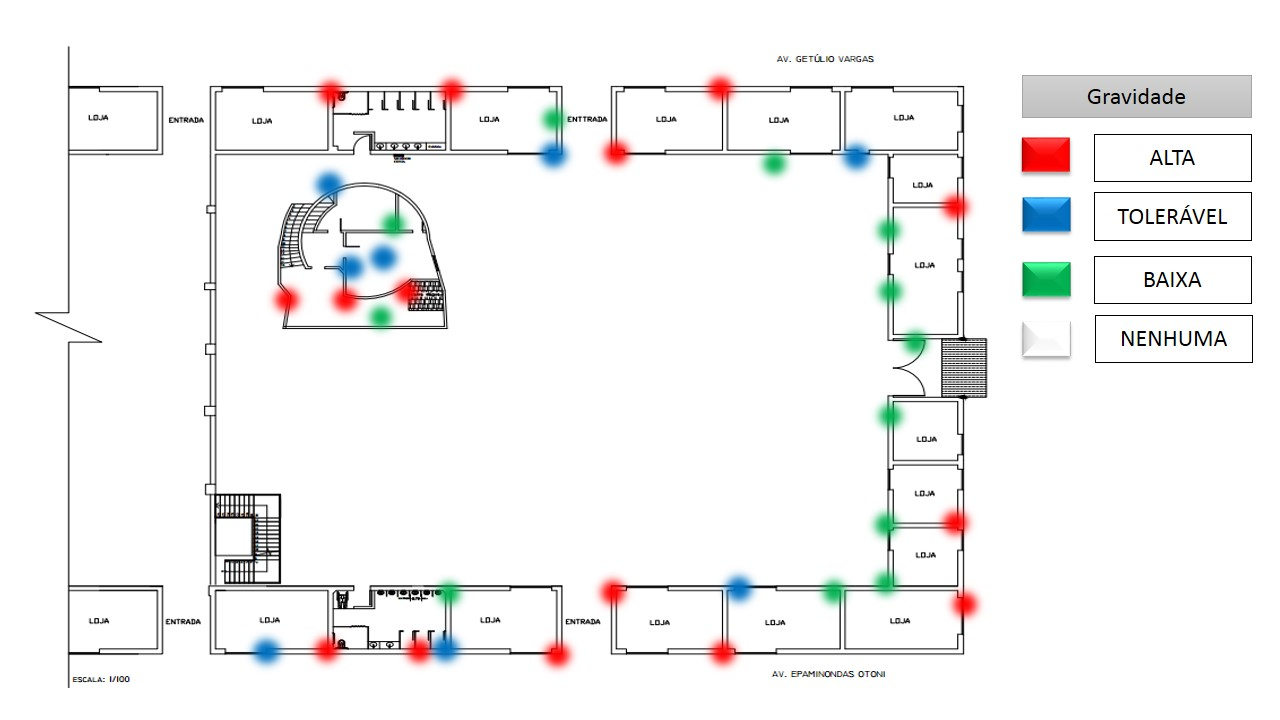 AV. GETÚLIO VARGAS
Gravidade
ALTA
TOLERÁVEL
BAIXA
NENHUMA
LOJA
ENTRADA
LOJA
LOJA
ENTTRADA
LOJA
LOJA
LOJA
LOJA
LOJA
LOJA
LOJA
LOJA
LOJA
ENTRADA
LOJA
LOJA
ENTRADA
LOJA
LOJA
LOJA
ESCALA: 1/100
AV. EPAMINONDAS OTONI